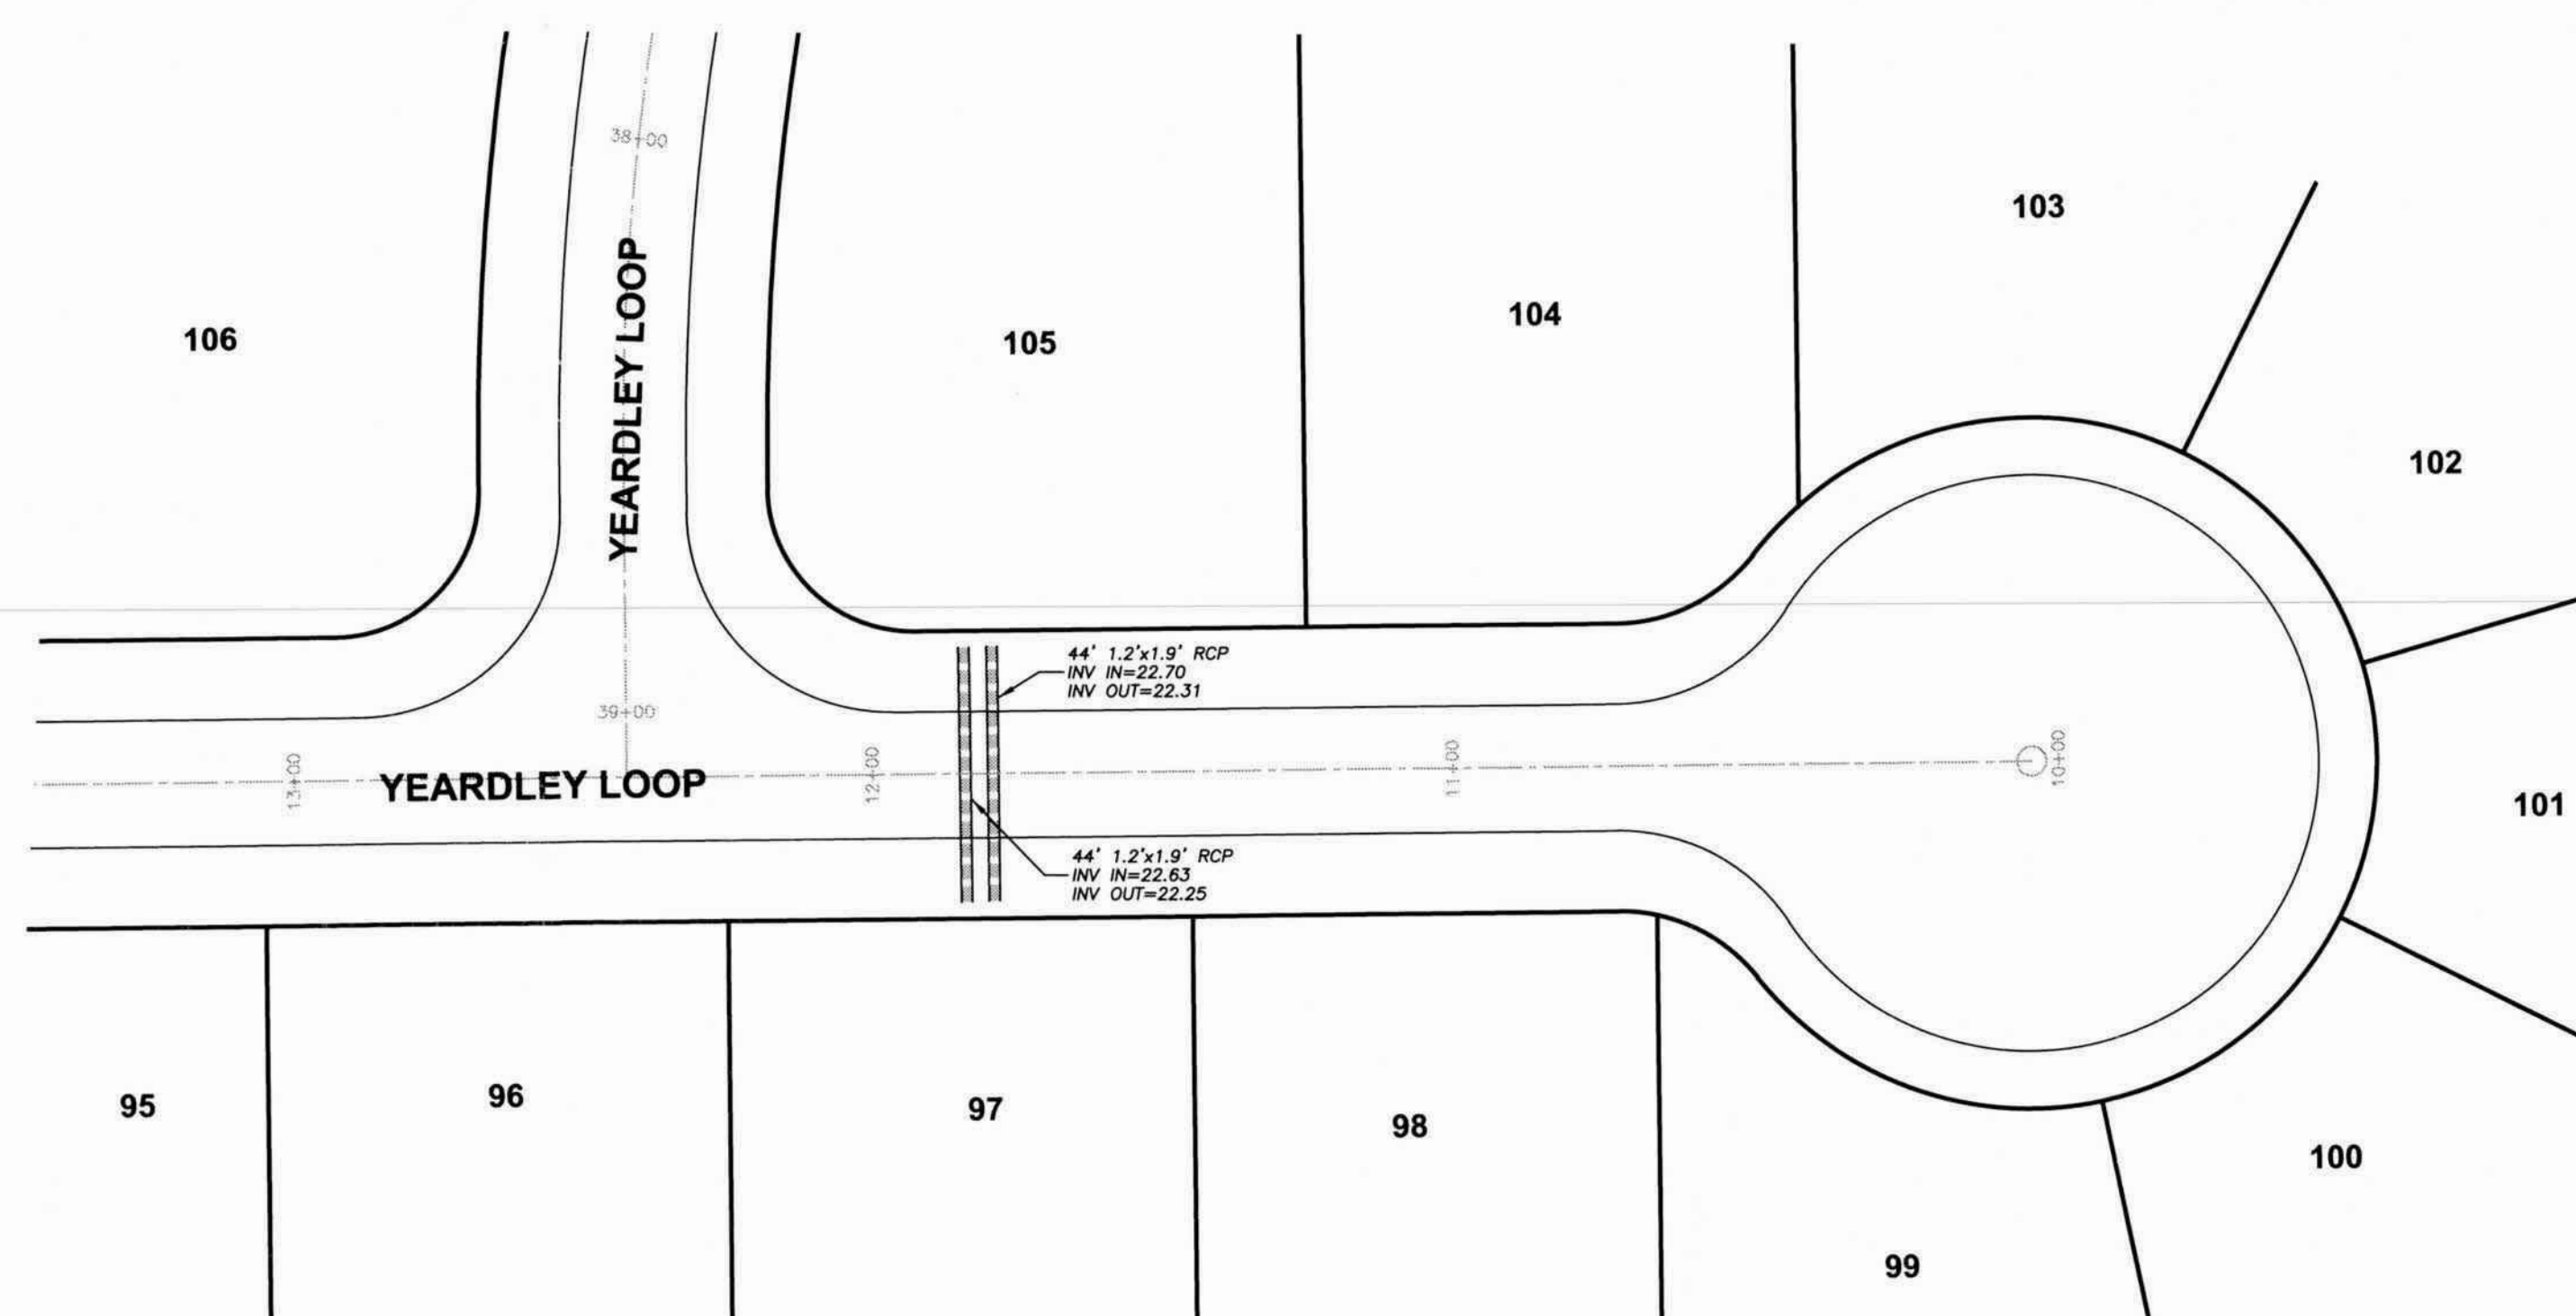 38+00
103
106
105
104
YEARDLEY LOOP
102
44' 1.2'x1.9' RCP
INV IN=22.70
INV OUT=22.31
39+00
13+00
YEARDLEY LOOP
12+00
11+00
10+00
101
44' 1.2'x1.9' RCP
INV IN=22.63
INV OUT=22.25
95
96
97
98
100
99